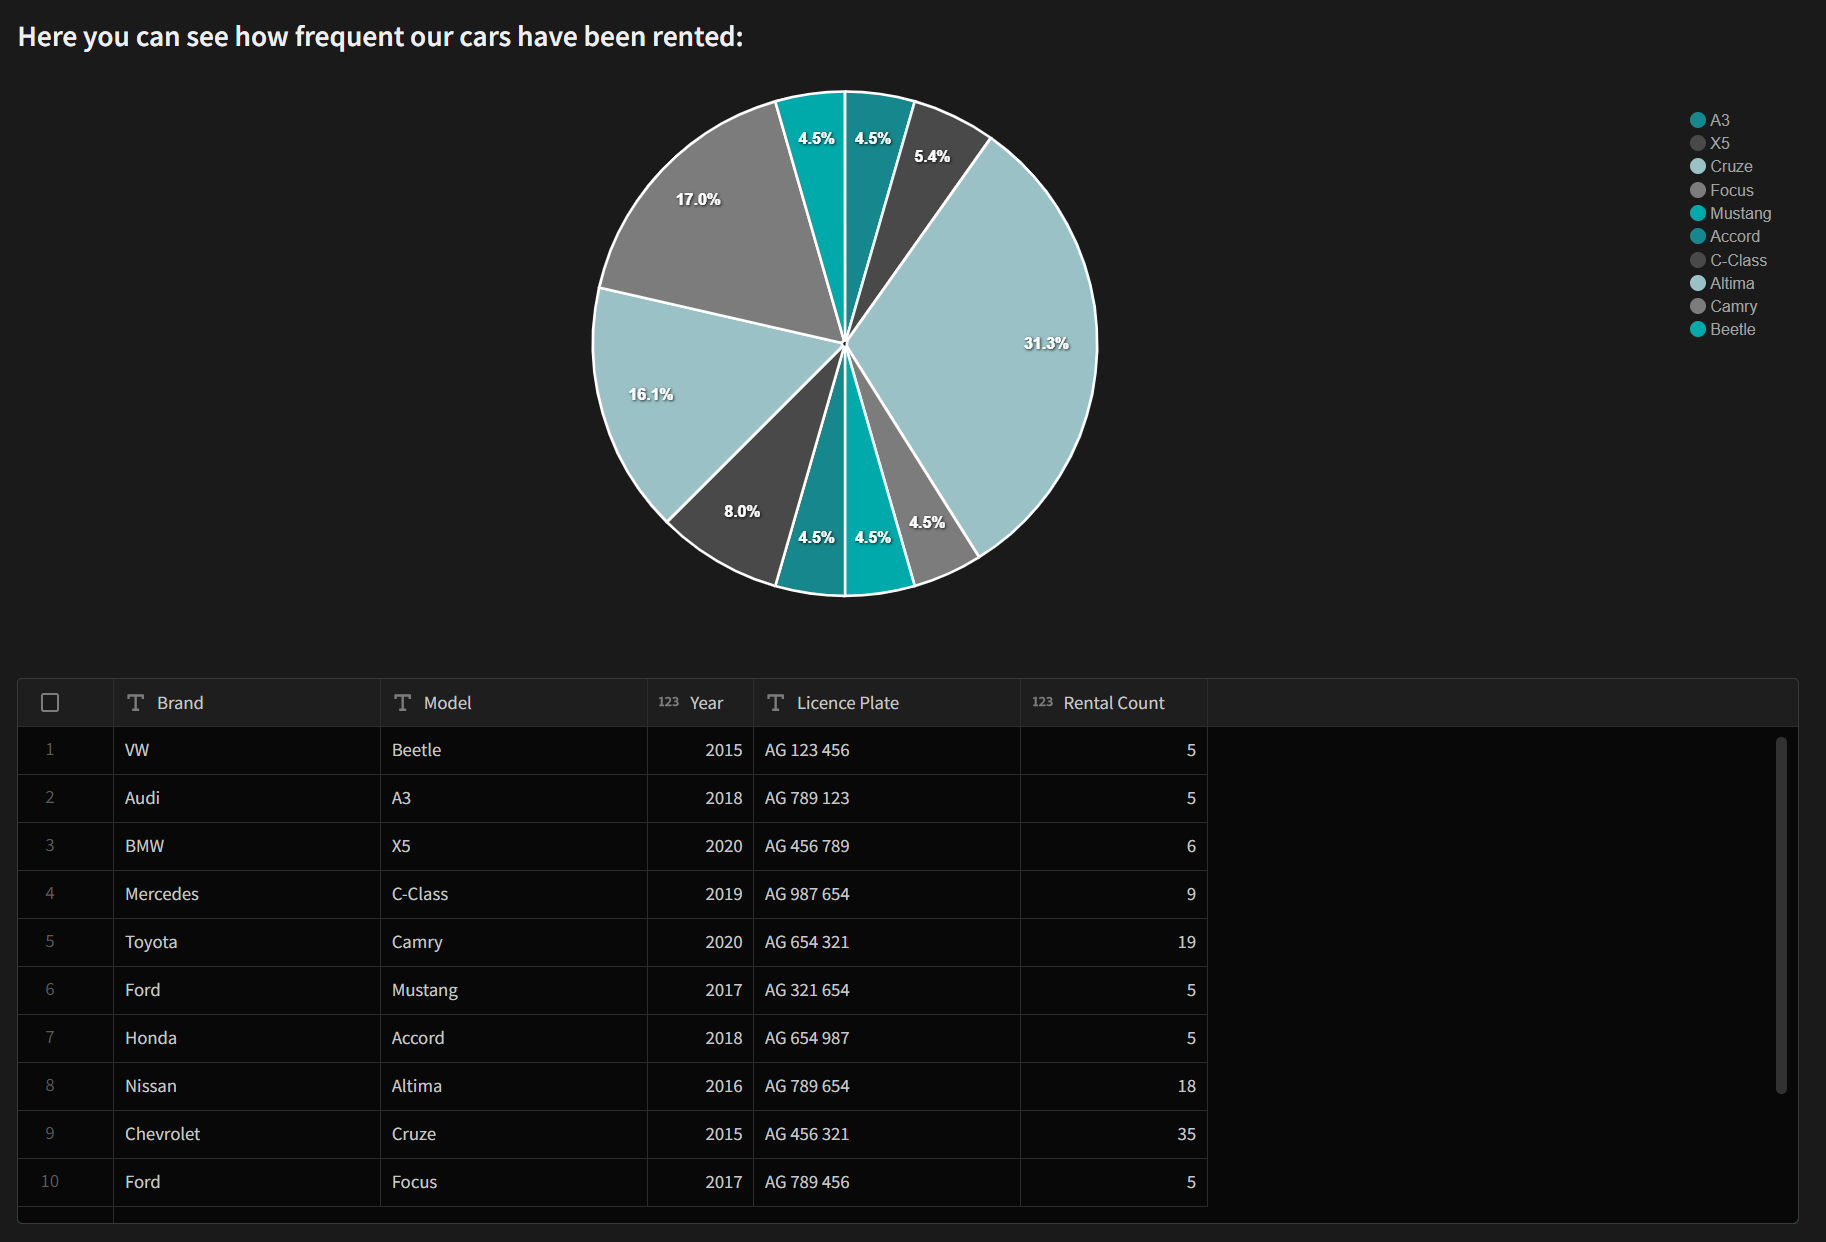 Here you can see how frequent our cars have been rented:
4.5% 4.5%
5.4%
17.0%
31.3%
16.1%
8.0%
4.5%
4.5% 4.5%
A3
X5
Cruze
Focus
Mustang
Accord
C-Class
Altima
Camry
Beetle
Brand Model 123 Year Licence Plate 123 Rental Count
1 VW Beetle 2015 AG 123 456 5
2 Audi A3 2018 AG 789 123 5
3 BMW X5 2020 AG 456 789 6
4 Mercedes C-Class 2019 AG 987 654 9
5 Toyota Camry 2020 AG 654 321 19
6 Ford Mustang 2017 AG 321 654 5
7 Honda Accord 2018 AG 654 987 5
8 Nissan Altima 2016 AG 789 654 18
9 Chevrolet Cruze 2015 AG 456 321 35
10 Ford Focus 2017 AG 789 456 5